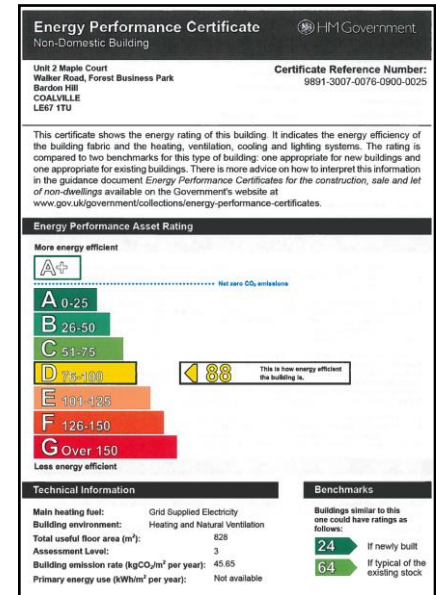 Energy Performance Certificate
Non-Domestic Building
HM Government
Unit 2 Maple Court
Walker Road, Forest Business Park
Bardon Hill
COALVILLE
LE67 1TU
Certificate Reference Number:
9891-3007-0076-0900-0025
This certificate shows the energy rating of this building. It indicates the energy efficiency of
the building fabric and the heating, ventilation, cooling and lighting systems. The rating is
compared to two benchmarks for this type of building: one appropriate for new buildings and
one appropriate for existing buildings. There is more advice on how to interpret this information
in the guidance document Energy Performance Certificates for the construction, sale and let
of non-dwellings available on the Government's website at
www.gov.uk/government/collections/energy-performance-certificates.
Energy Performance Asset Rating
More energy efficient
A+
Net zero CO₂ emissions
A 0-25
B 26-50
C 51-75
D 76-100
88
This is how energy efficient
the building is.
E 101-125
F 126-150
G Over 150
Less energy efficient
Technical Information
Main heating fuel: Grid Supplied Electricity
Building environment: Heating and Natural Ventilation
Total useful floor area (m²): 828
Assessment Level: 3
Building emission rate (kgCO₂/m² per year): 45.65
Primary energy use (kWh/m² per year): Not available
Benchmarks
Buildings similar to this
one could have ratings as
follows:
24 If newly built
64 If typical of the
existing stock